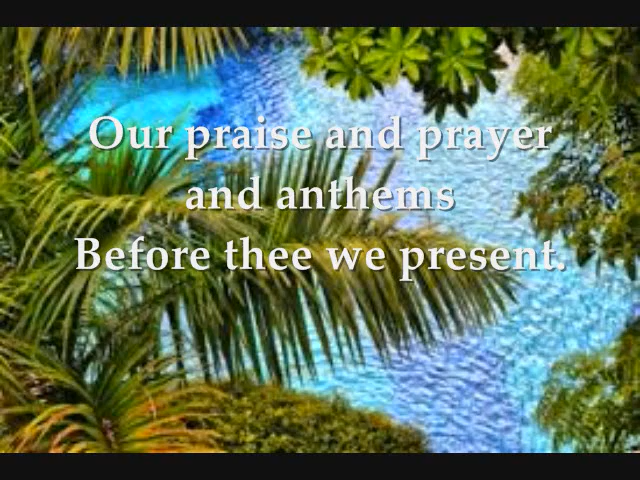 Our praise and prayer
and anthems
Before thee we present.